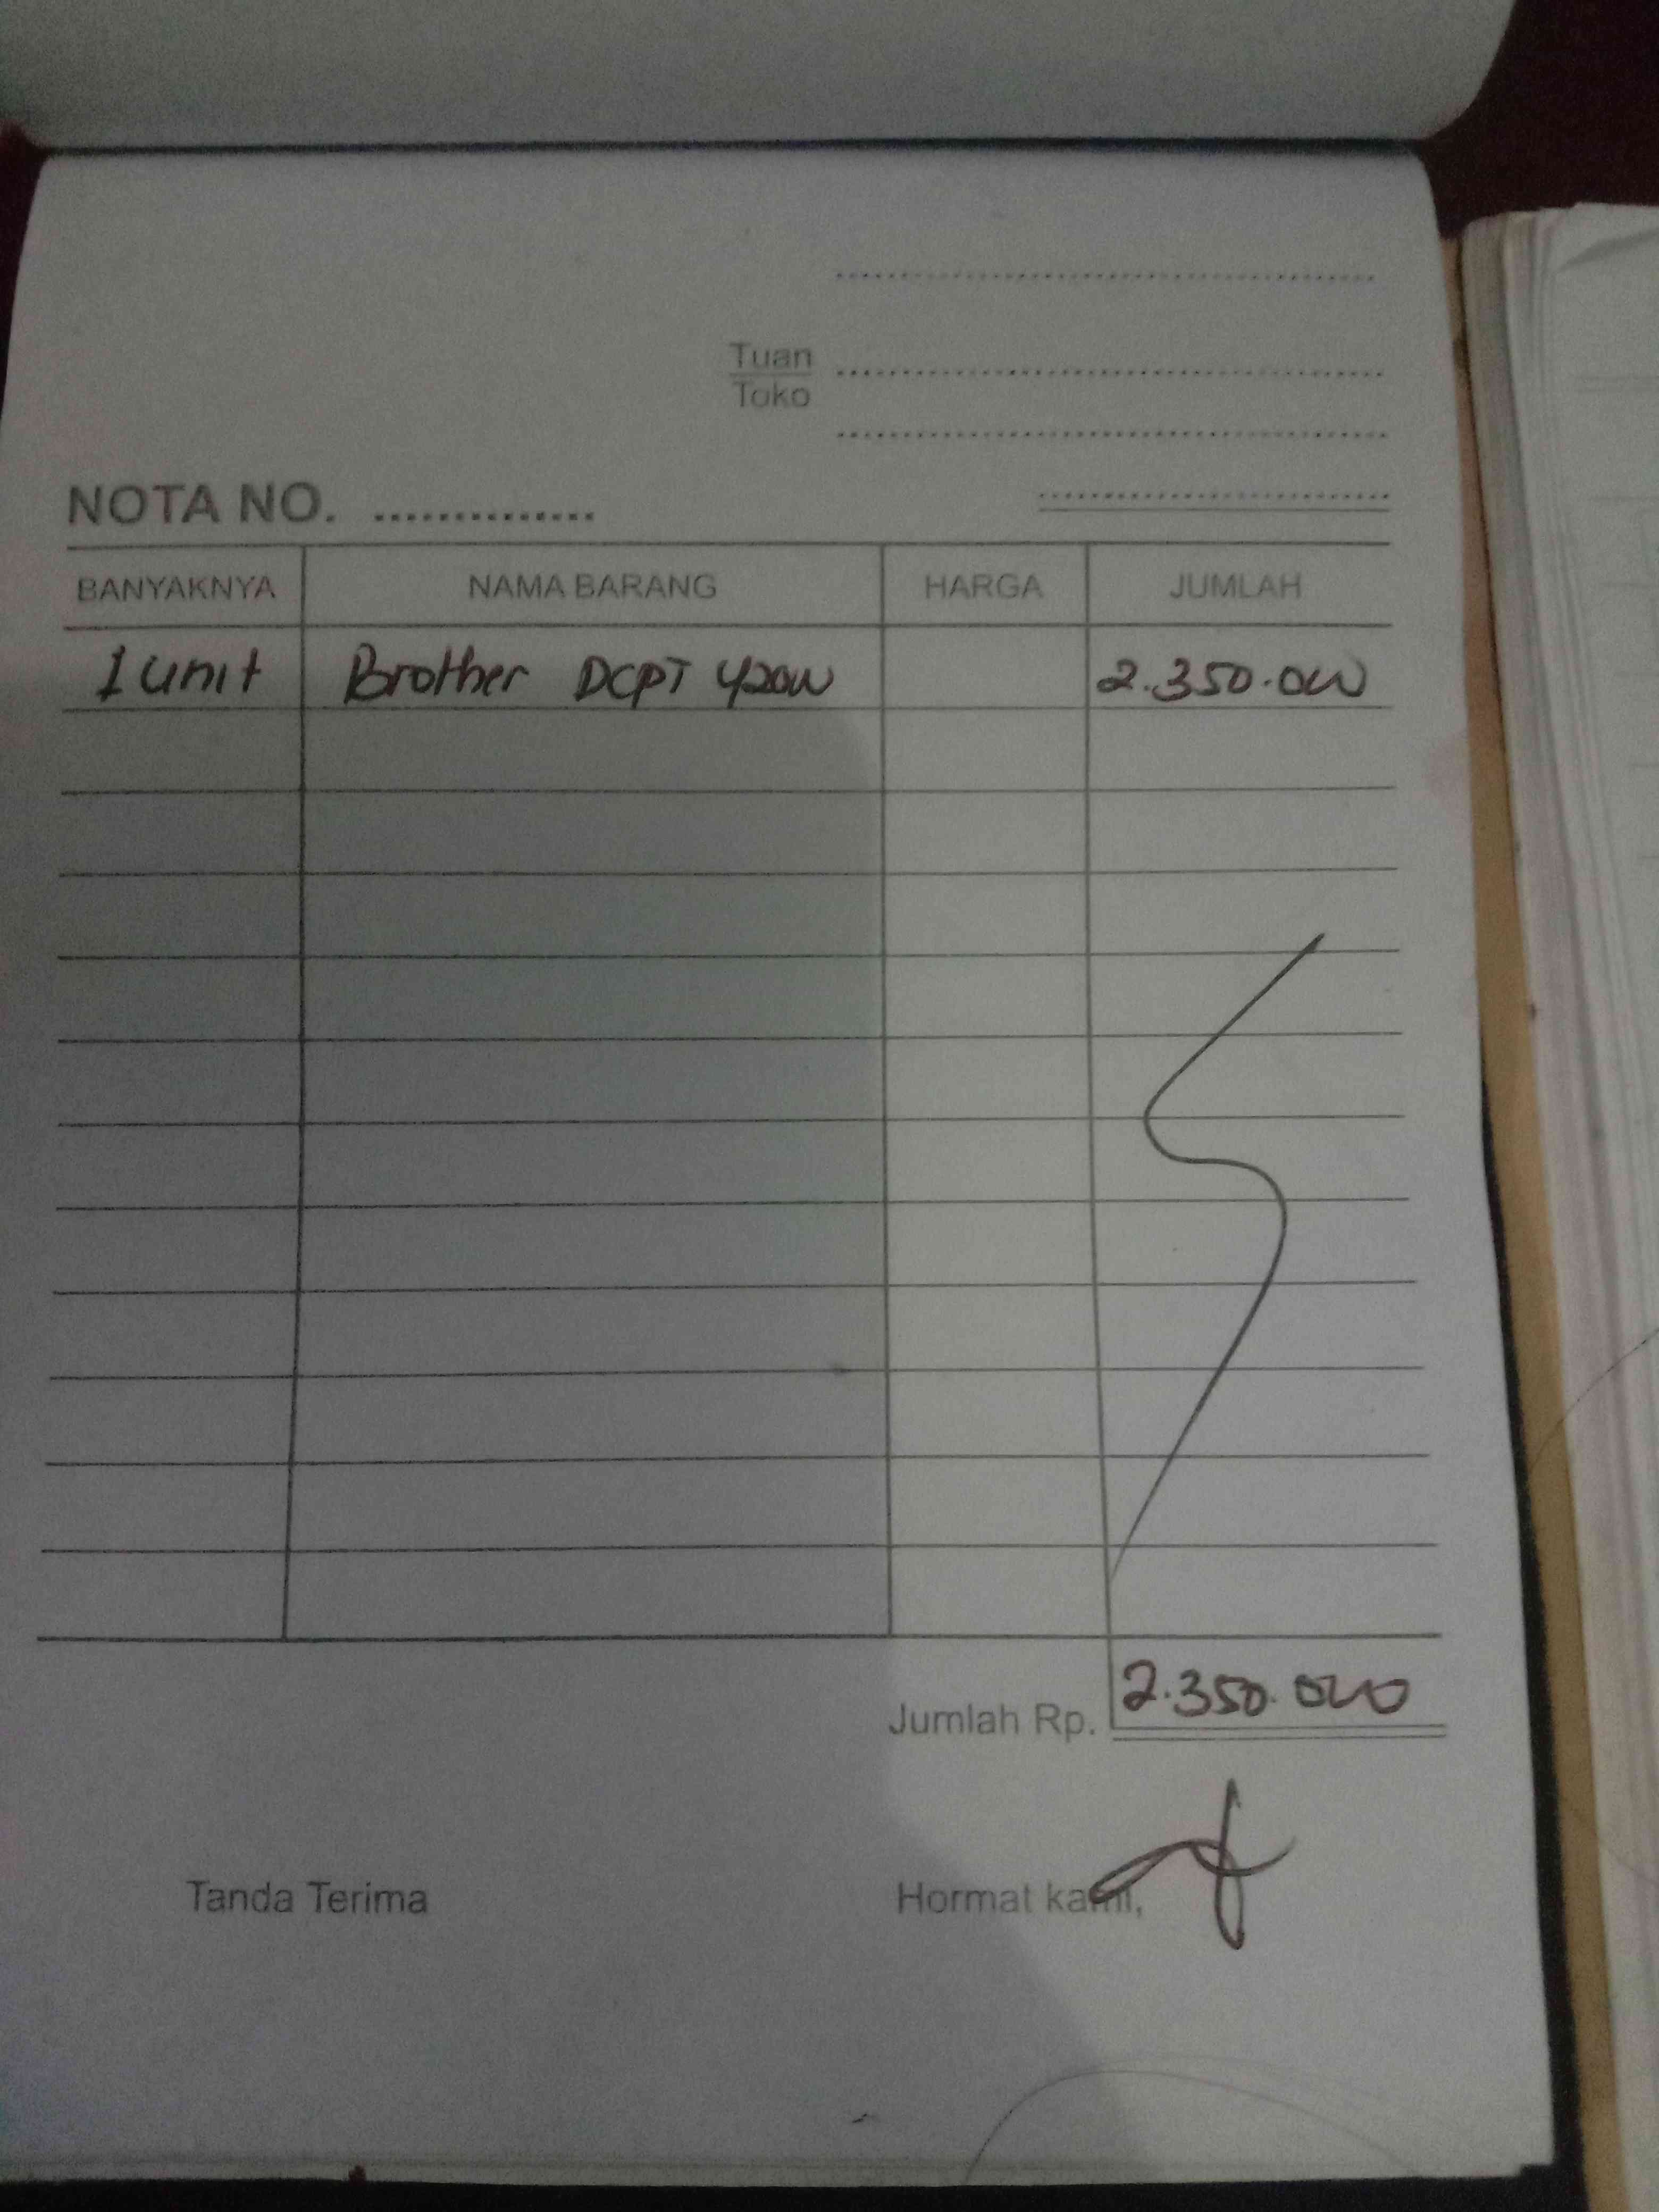 Tuan
Toko
NOTA NO. ..............
BANYAKNYA NAMA BARANG HARGA JUMLAH
1 unit Brother DCPT 420W 2.350.000
Jumlah Rp. 2.350.000
Tanda Terima Hormat kami,